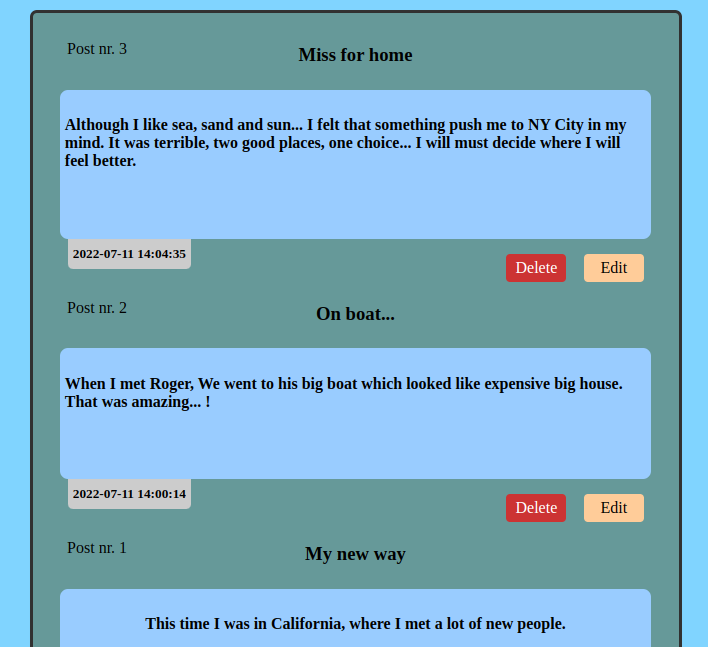 Post nr. 3
Miss for home
Although I like sea, sand and sun... I felt that something push me to NY City in my
mind. It was terrible, two good places, one choice... I will must decide where I will
feel better.
2022-07-11 14:04:35
Delete
Edit
Post nr. 2
On boat...
When I met Roger, We went to his big boat which looked like expensive big house.
That was amazing... !
2022-07-11 14:00:14
Delete
Edit
Post nr. 1
My new way
This time I was in California, where I met a lot of new people.